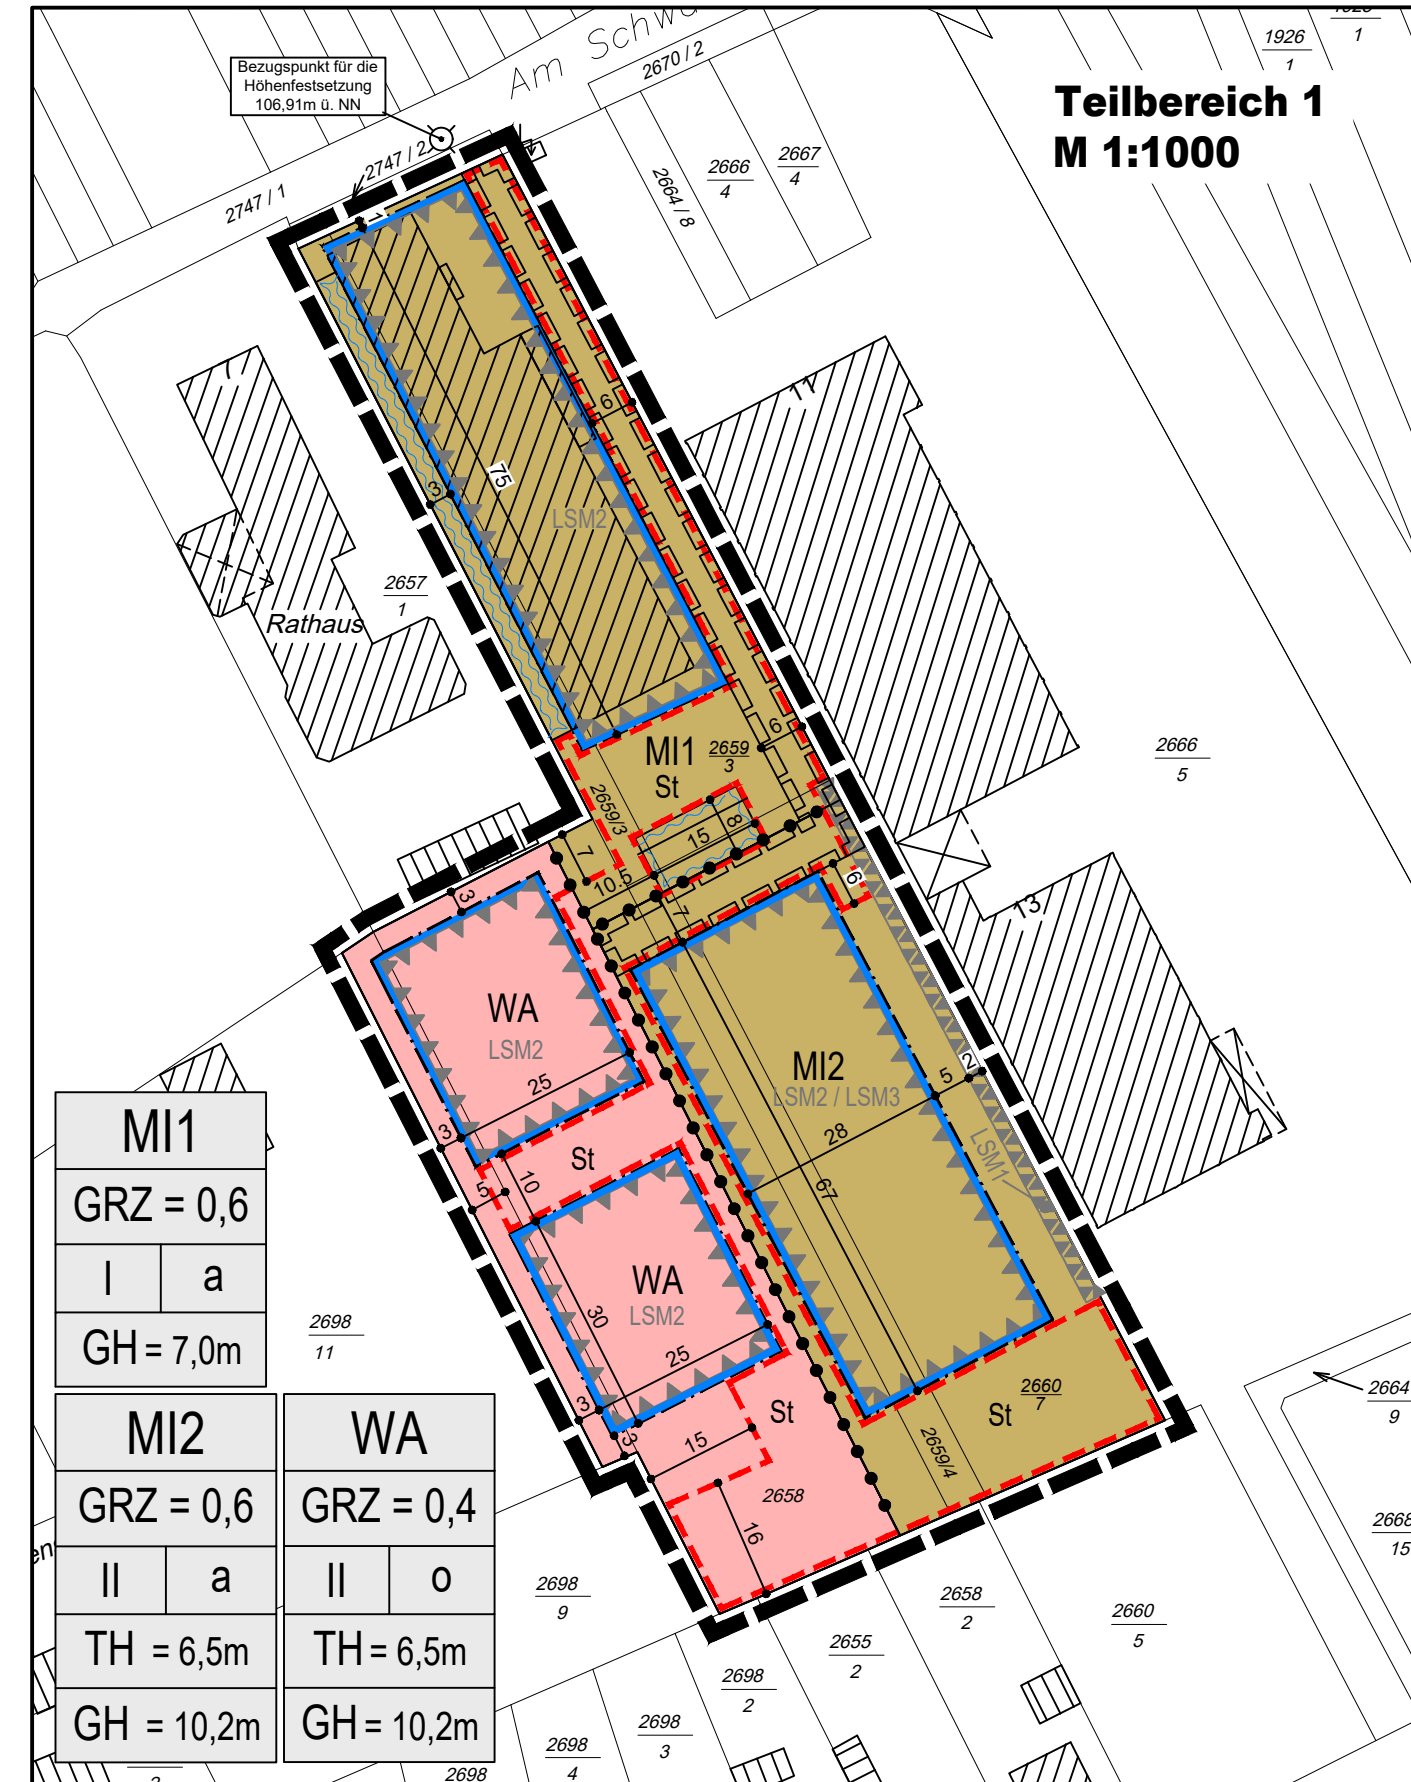 Teilbereich 1
M 1:1000
Bezugspunkt für die
Höhenfestsetzung
106,91m ü. NN
2670 / 2
1926
1
1
2747 / 2
2747 / 1
2664 / 8
2666
4
2667
4
1
6
11
75
3
LSM2
2657
1
Rathaus
2666
5
6
MI1
St
2659
3
2659/3
8
15
7
10.5
7
6
13
3
WA
LSM2
25
3
MI2
LSM2 / LSM3
5
2
28
67
LSM1
St
10
5
WA
LSM2
30
25
3
3
15
St
2658
16
St
2660
7
2659/4
2664
9
2668
15
2698
11
2698
9
2658
2
2660
5
2655
2
2698
2
2698
3
2698
4
2698
MI1
GRZ = 0,6
I a
GH = 7,0m
MI2
GRZ = 0,6
II a
TH = 6,5m
GH = 10,2m
WA
GRZ = 0,4
II o
TH = 6,5m
GH = 10,2m